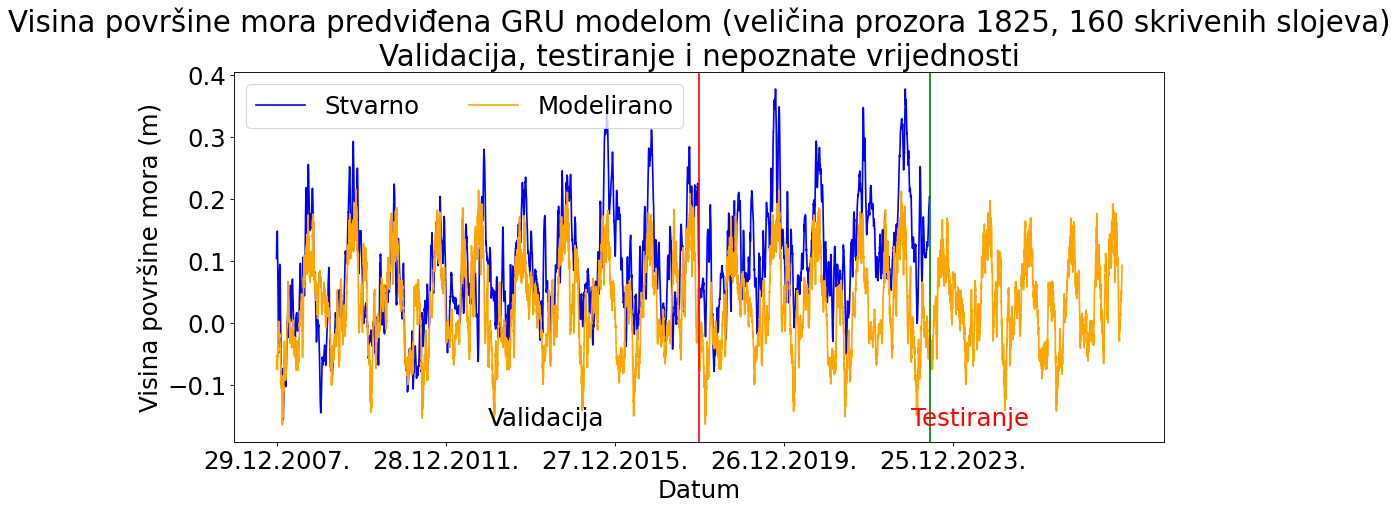 Visina površine mora predviđena GRU modelom (veličina prozora 1825, 160 skrivenih slojeva)
Validacija, testiranje i nepoznate vrijednosti
Stvarno Modelirano
Visina površine mora (m)
0.4
0.3
0.2
0.1
0.0
−0.1
Validacija Testiranje
29.12.2007. 28.12.2011. 27.12.2015. 26.12.2019. 25.12.2023.
Datum